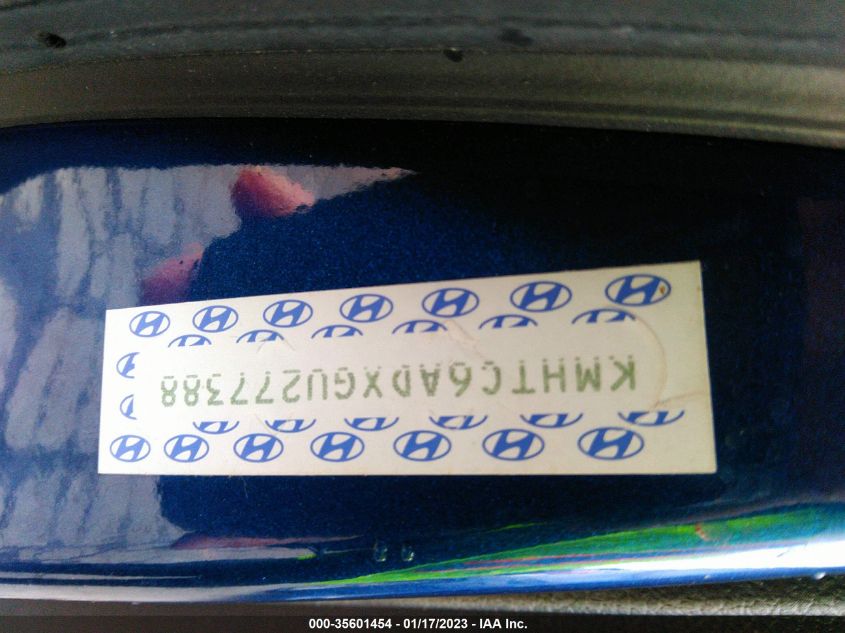 KMHTC6ADXGU277388
000-35601454 - 01/17/2023 - IAA Inc.